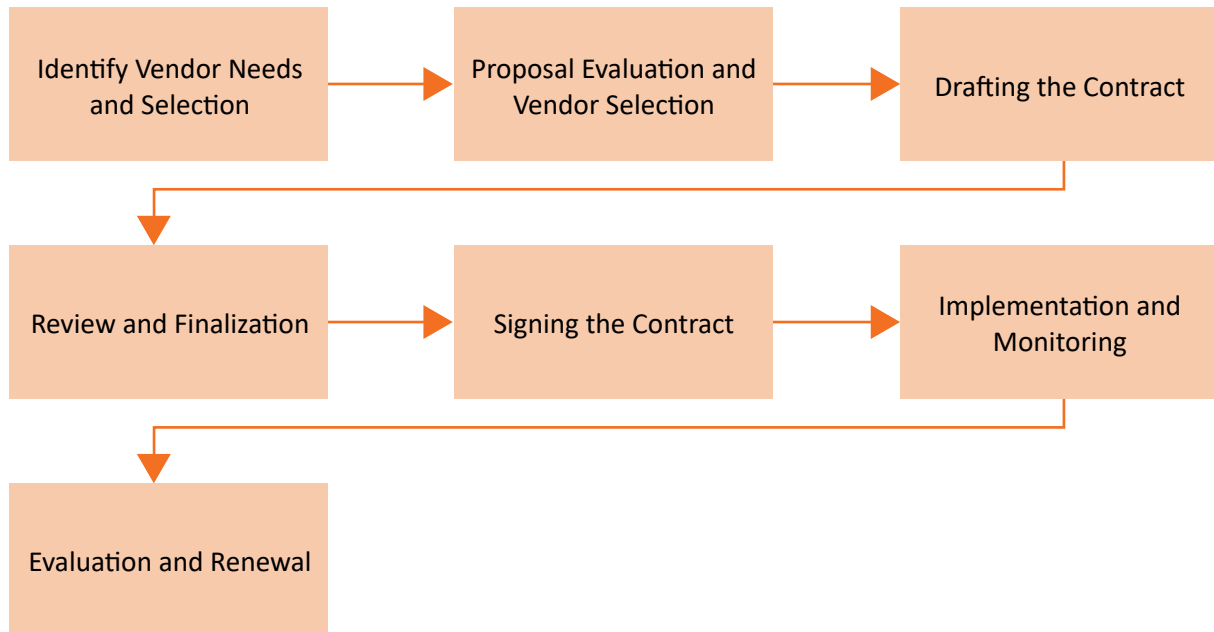 Identify Vendor Needs
and Selection
Proposal Evaluation and
Vendor Selection
Drafting the Contract
Review and Finalization
Signing the Contract
Implementation and
Monitoring
Evaluation and Renewal